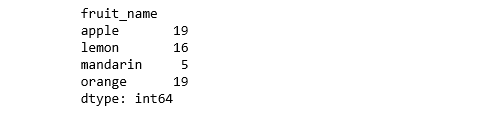 fruit_name
apple 19
lemon 16
mandarin 5
orange 19
dtype: int64